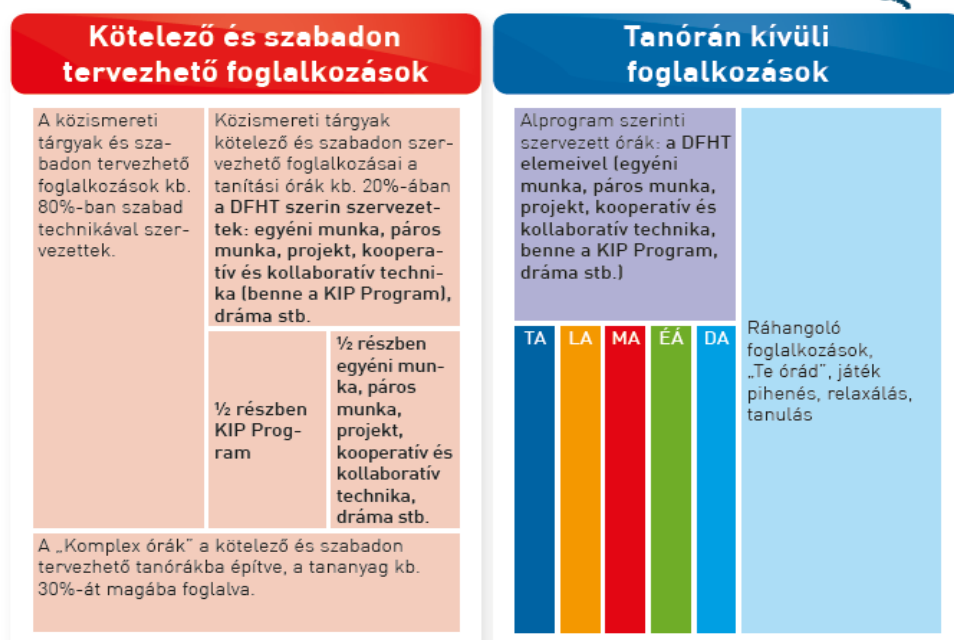 Kötelező és szabadon
tervezhető foglalkozások
A közismereti
tárgyak és sza-
badon tervezhető
foglalkozások kb.
80%-ban szabad
technikával szer-
vezettek.
Közismereti tárgyak
kötelező és szabadon szer-
vezhető foglalkozásai a
tanítási órák kb. 20%-ában
a DFHT szerin szervezet-
tek: egyéni munka, páros
munka, projekt, koopera-
tív és kollaboratív techni-
ka (benne a KIP Program),
dráma stb.
½ részben
KIP Prog-
ram
½ részben
egyéni mun-
ka, páros
munka,
projekt,
kooperatív és
kollaboratív
technika,
dráma stb.
A „Komplex órák” a kötelező és szabadon
tervezhető tanórákba építve, a tananyag kb.
30%-át magába foglalva.
Tanórán kívüli
foglalkozások
Alprogram szerinti
szervezett órák: a DFHT
elemeivel (egyéni
munka, páros munka,
projekt, kooperatív és
kollaboratív technika,
benne a KIP Program,
dráma stb.)
TA LA MA ÉÁ DA
Ráhangoló
foglalkozások,
„Te órád”, játék
pihenés, relaxálás,
tanulás